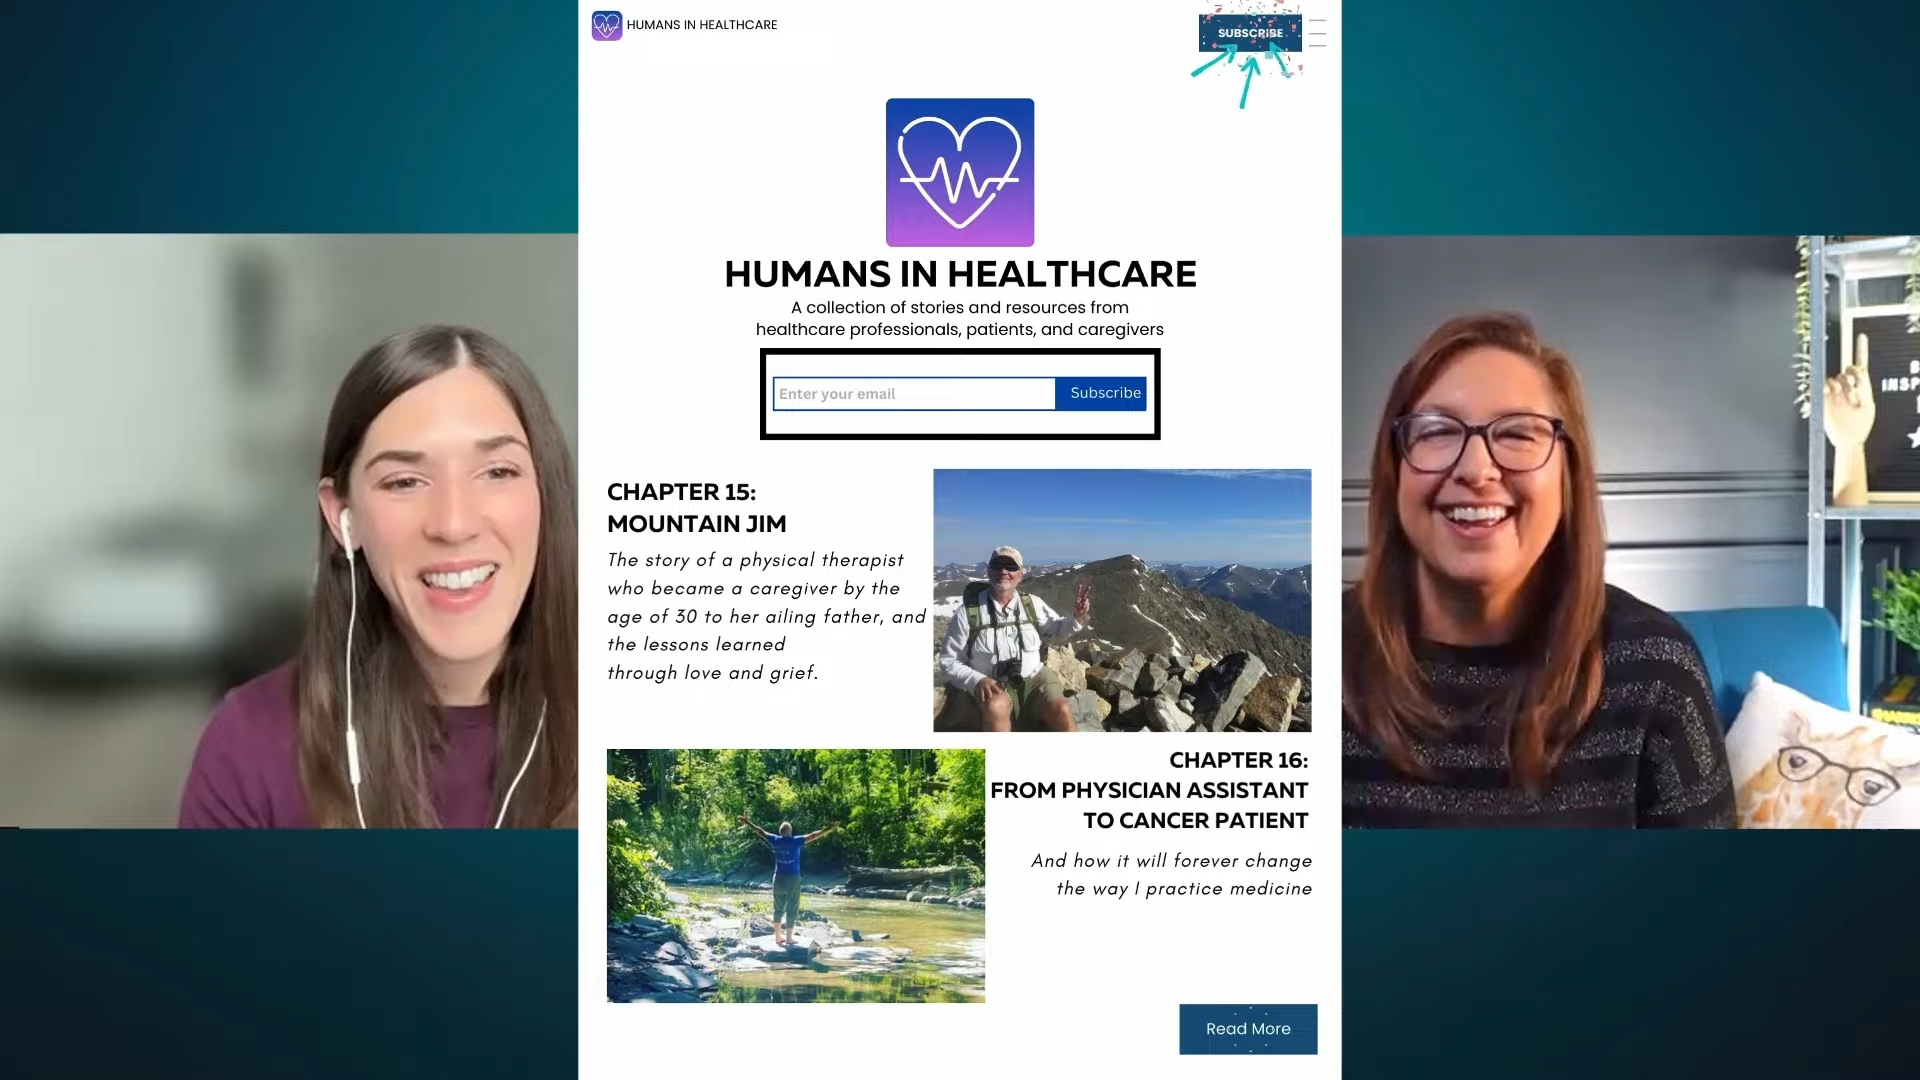 HUMANS IN HEALTHCARE
SUBSCRIBE
HUMANS IN HEALTHCARE
A collection of stories and resources from
healthcare professionals, patients, and caregivers
Enter your email
Subscribe
CHAPTER 15:
MOUNTAIN JIM
The story of a physical therapist
who became a caregiver by the
age of 30 to her ailing father, and
the lessons learned
through love and grief.
CHAPTER 16:
FROM PHYSICIAN ASSISTANT
TO CANCER PATIENT
And how it will forever change
the way I practice medicine
Read More